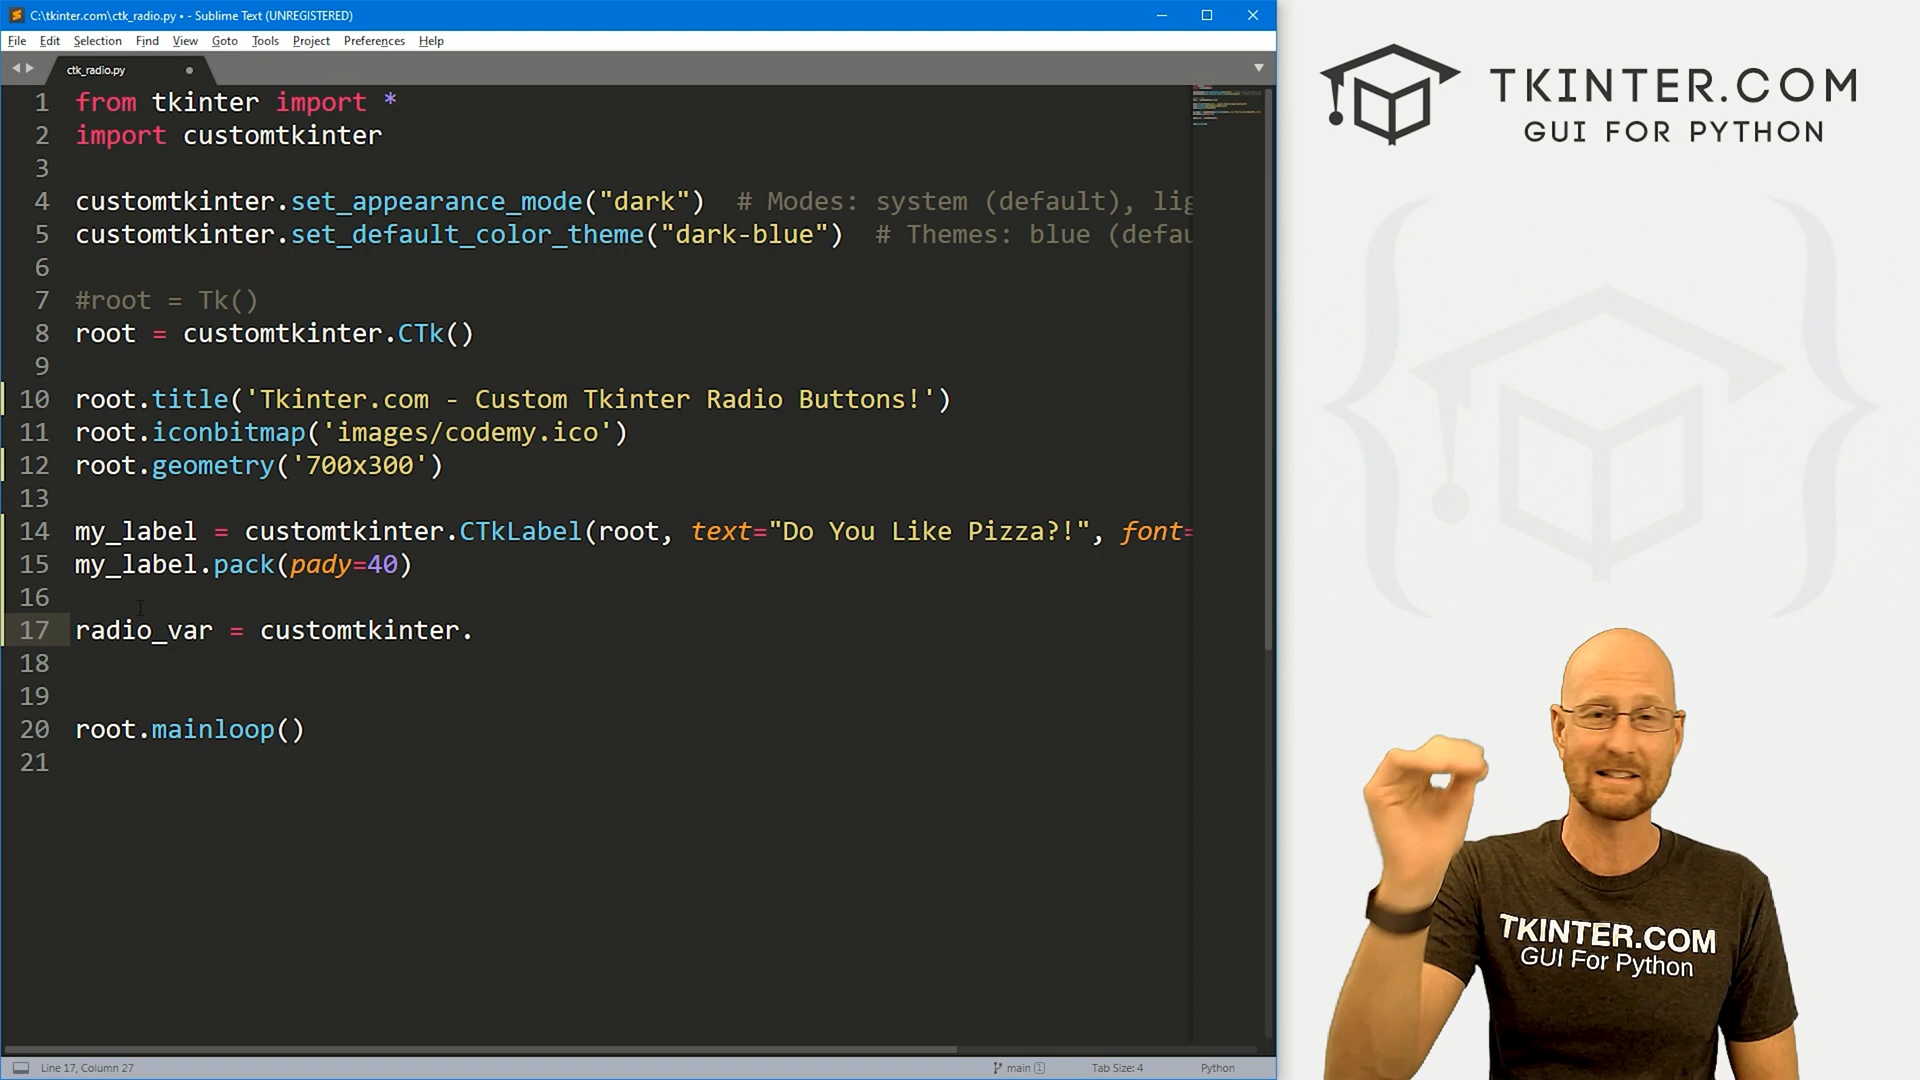 C:\tkinter.com\ctk_radio.py • - Sublime Text (UNREGISTERED)
File Edit Selection Find View Goto Tools Project Preferences Help
ctk_radio.py
1 from tkinter import *
2 import customtkinter
3
4 customtkinter.set_appearance_mode("dark")  # Modes: system (default), lig
5 customtkinter.set_default_color_theme("dark-blue")  # Themes: blue (defau
6
7 #root = Tk()
8 root = customtkinter.CTk()
9
10 root.title('Tkinter.com - Custom Tkinter Radio Buttons!')
11 root.iconbitmap('images/codemy.ico')
12 root.geometry('700x300')
13
14 my_label = customtkinter.CTkLabel(root, text="Do You Like Pizza?!", font=
15 my_label.pack(pady=40)
16
17 radio_var = customtkinter.
18
19
20 root.mainloop()
21
Line 17, Column 27
main 1
Tab Size: 4
Python
TKINTER.COM
GUI FOR PYTHON
TKINTER.COM
GUI For Python